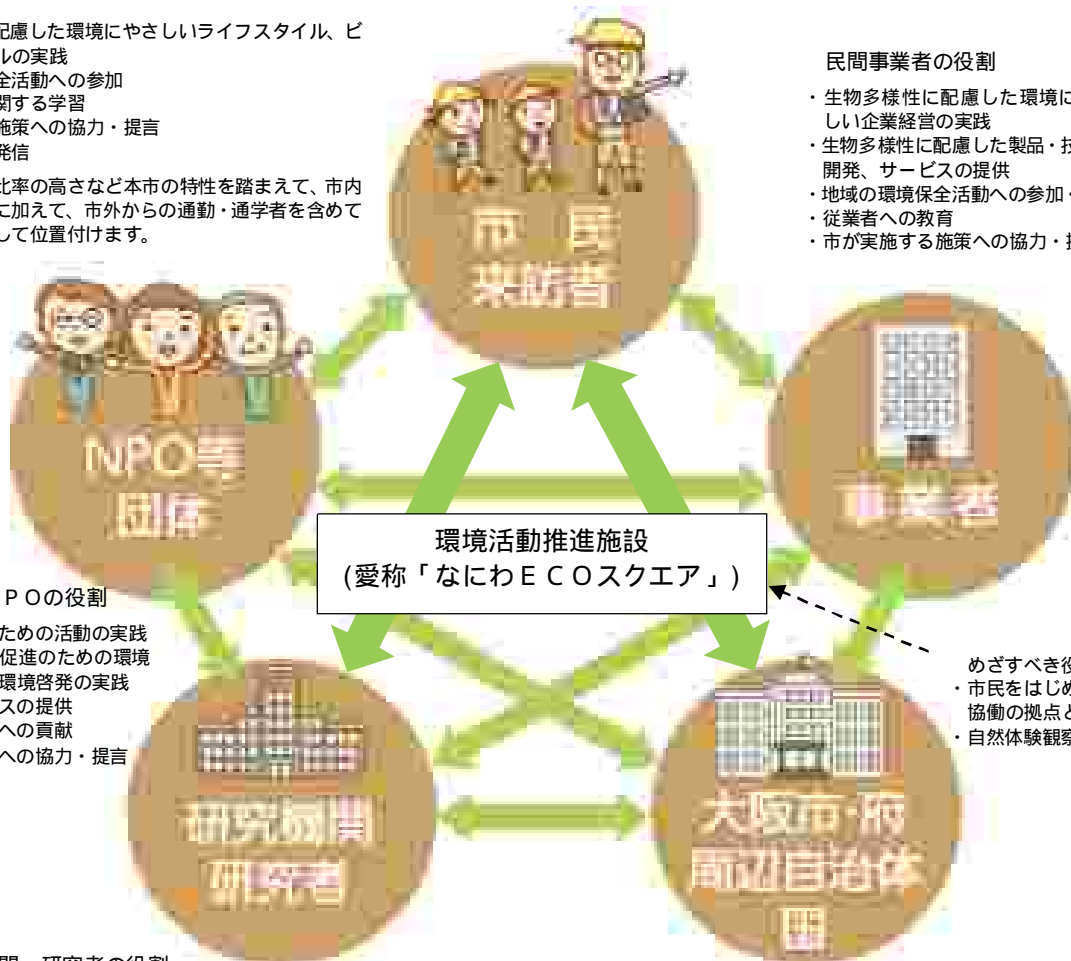 配慮した環境にやさしいライフスタイル、ビ
ルの実践
全活動への参加
関する学習
施策への協力・提言
発信
比率の高さなど本市の特性を踏まえて、市内
に加えて、市外からの通勤・通学者を含めて
して位置付けます。
民間事業者の役割
・生物多様性に配慮した環境に
しい企業経営の実践
・生物多様性に配慮した製品・技
開発、サービスの提供
・地域の環境保全活動への参加・
・従業者への教育
・市が実施する施策への協力・提
市 民
来訪者
NPO等
団体
事業者
環境活動推進施設
(愛称「なにわＥＣＯスクエア」)
ＰＯの役割
ための活動の実践
促進のための環境
環境啓発の実践
スの提供
への貢献
への協力・提言
めざすべき役
・市民をはじめ
協働の拠点と
・自然体験観察
研究機関
研究者
大阪市・府
周辺自治体
国
関、研究者の役割